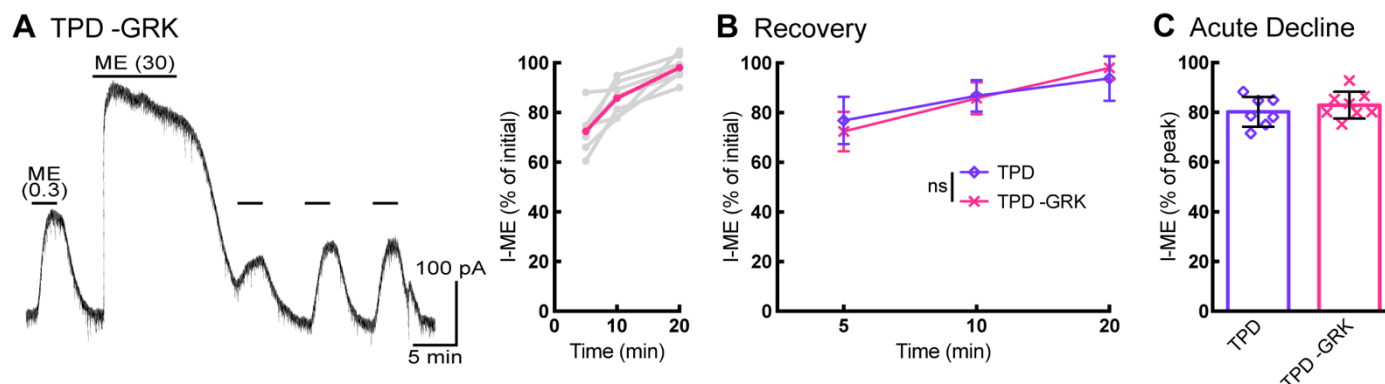 A TPD -GRK
ME (30)
ME
(0.3)
100 pA
5 min
I-ME (% of initial)
100
80
60
40
20
0
0 10 20
Time (min)
B Recovery
I-ME (% of initial)
100
80
60
40
20
0
ns
TPD
TPD -GRK
5 10 20
Time (min)
C Acute Decline
I-ME (% of peak)
100
80
60
40
20
0
TPD
TPD -GRK